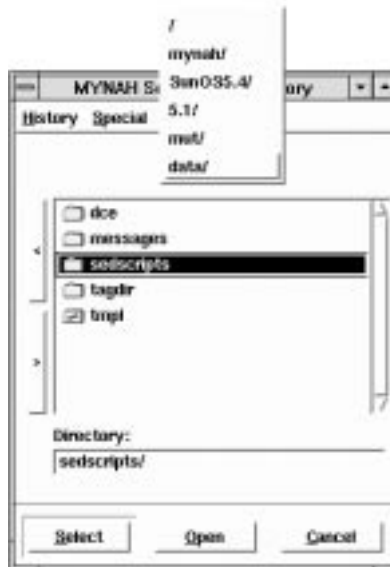 /
mynah/
SunOS5.4/
MYNAH S ory
History Special
5.1/
mut/
data/
dce
messages
sedscripts
tagdir
tmpl
<
>
Directory:
sedscripts/
Select Open Cancel